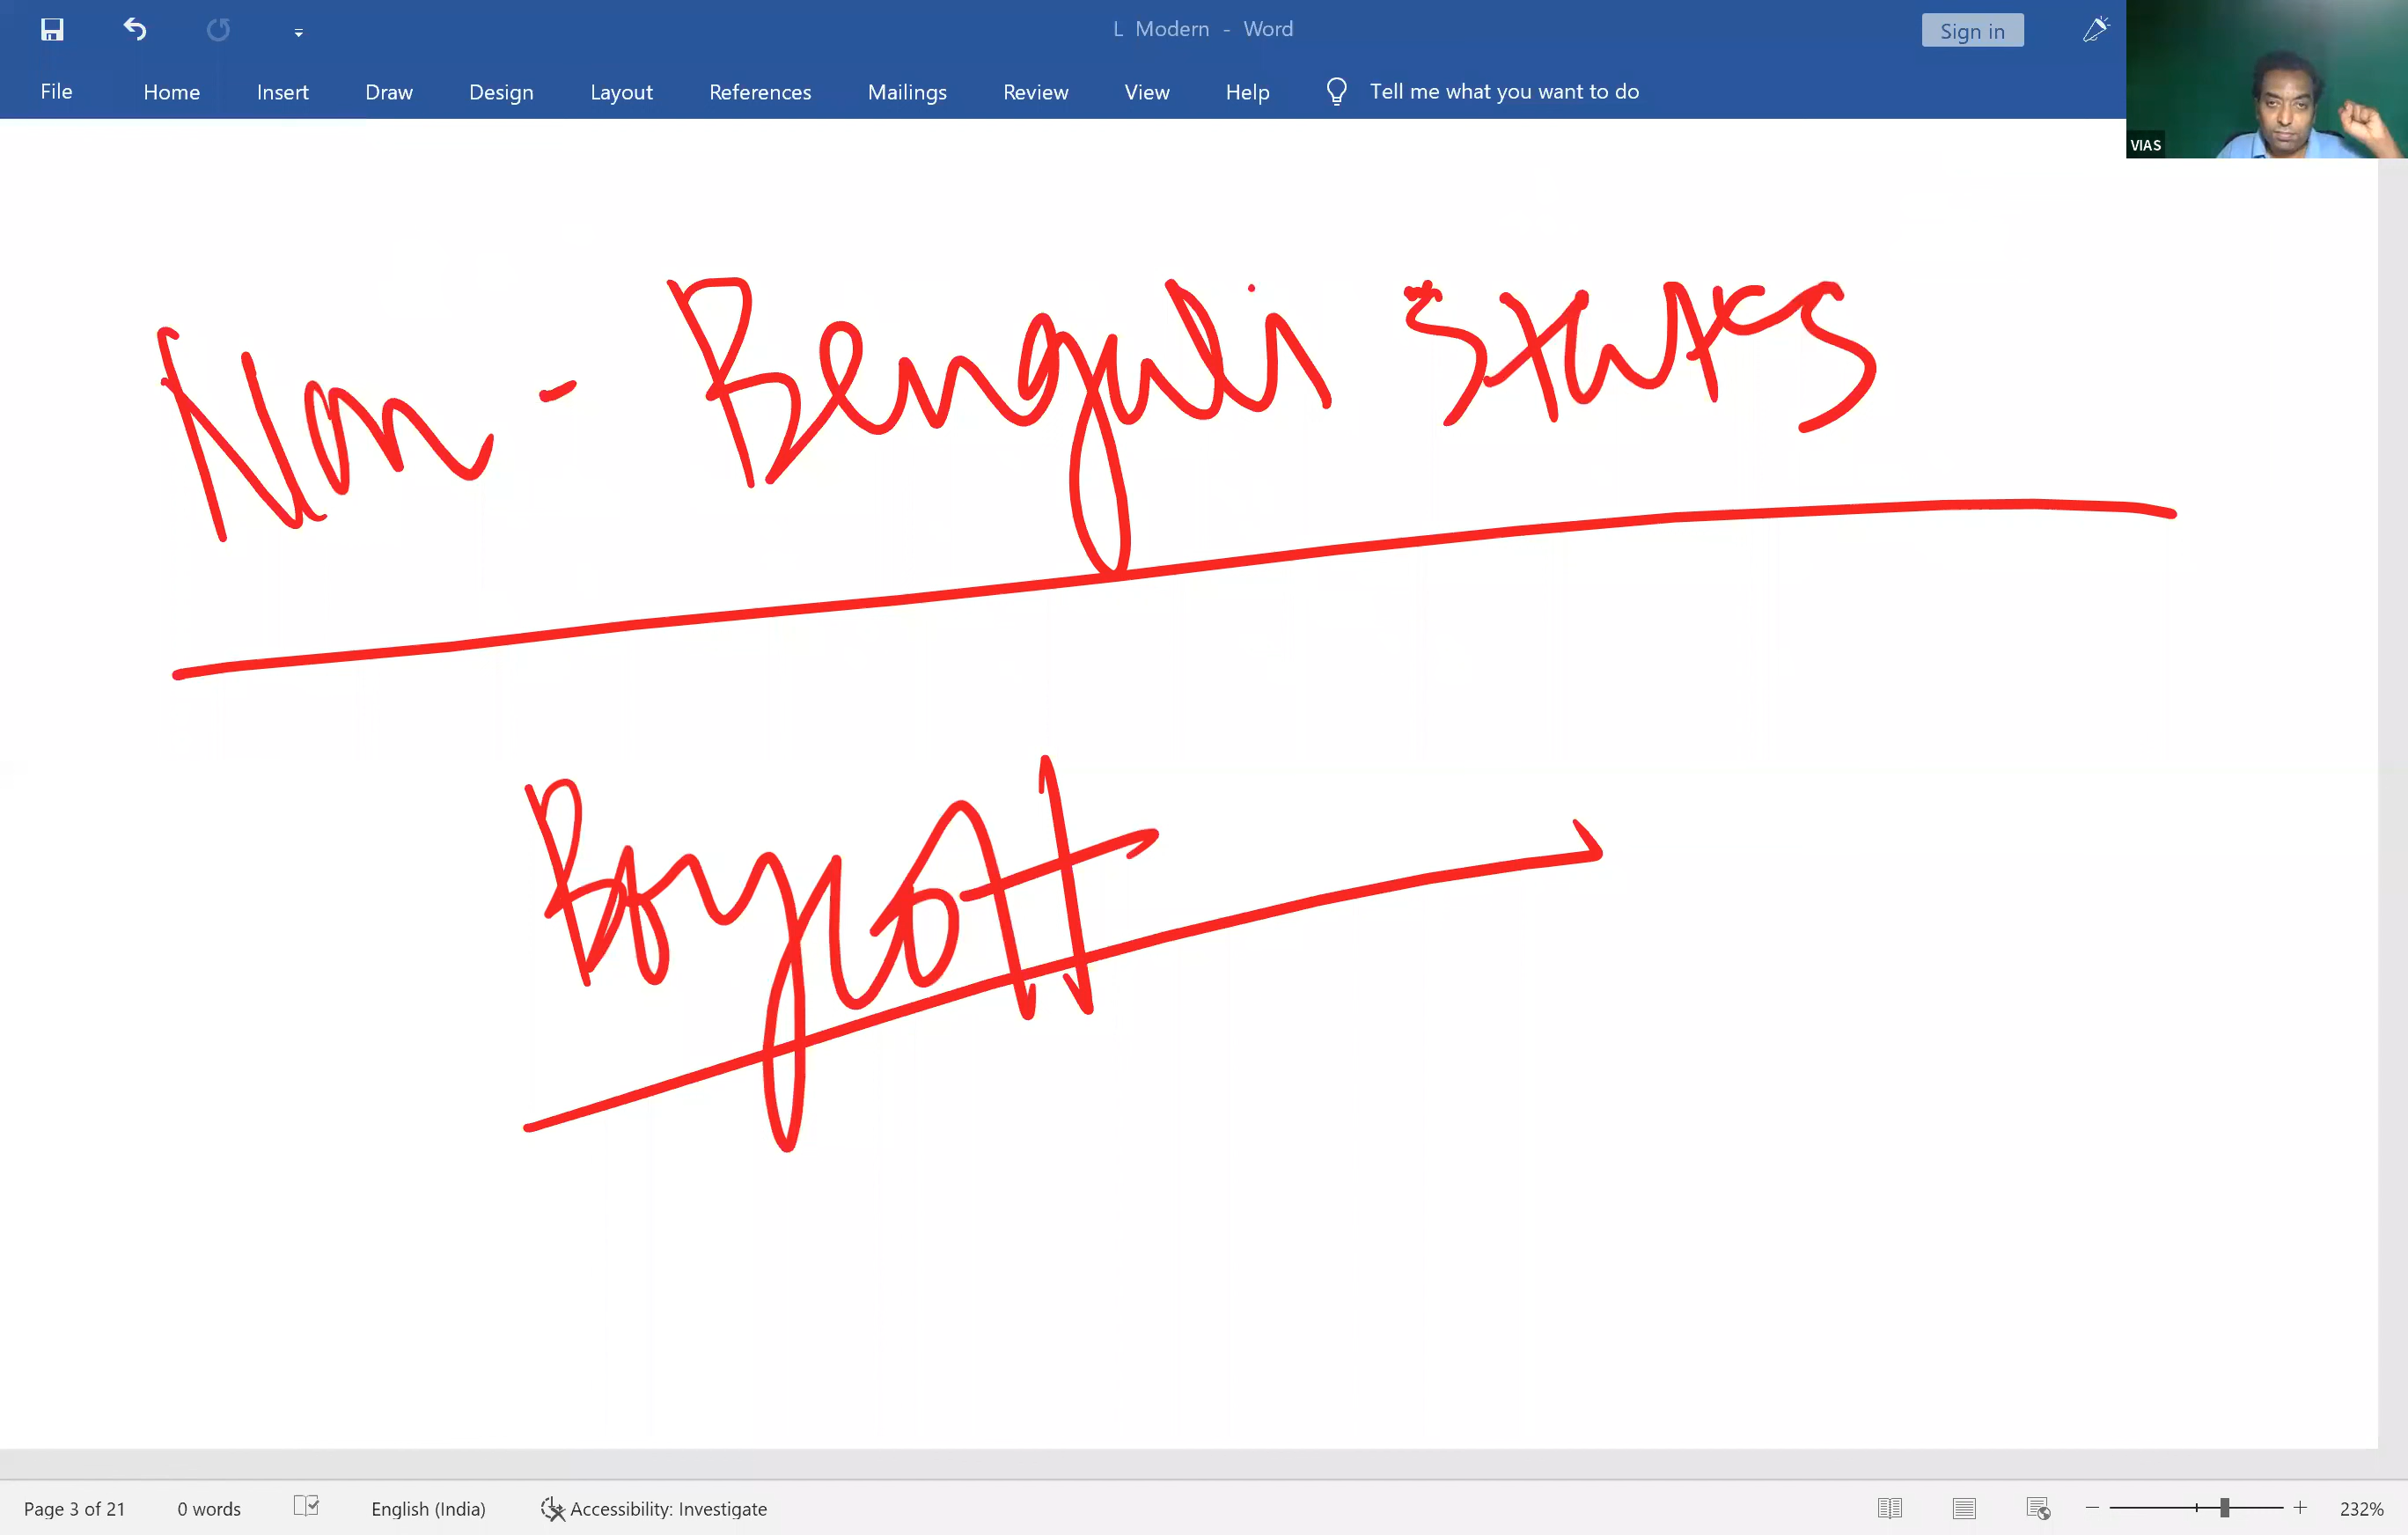 L Modern - Word
Sign in
File Home Insert Draw Design Layout References Mailings Review View Help Tell me what you want to do
VIAS
Non - Bengali States
Boycott
Page 3 of 21 0 words English (India) Accessibility: Investigate 232%